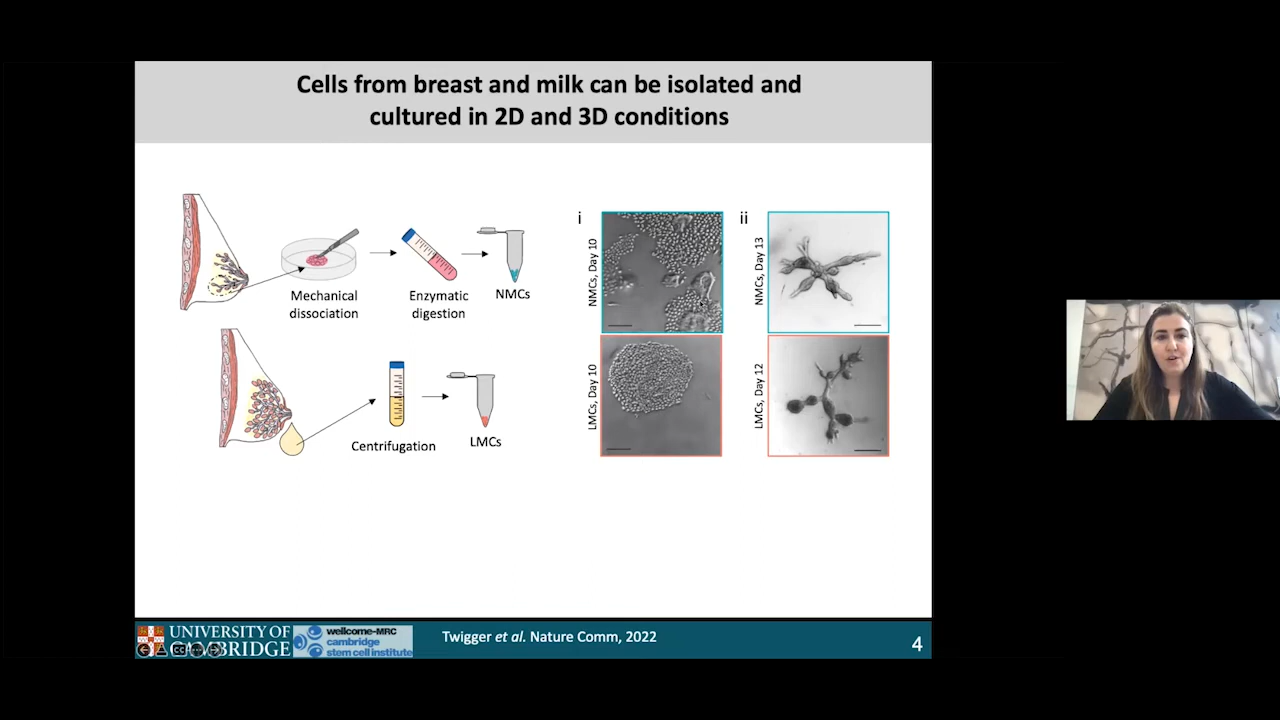 Cells from breast and milk can be isolated and
cultured in 2D and 3D conditions
Mechanical
dissociation
Enzymatic
digestion
NMCs
Centrifugation
LMCs
i
NMCs, Day 10
LMCs, Day 10
ii
NMCs, Day 13
LMCs, Day 12
UNIVERSITY OF
CAMBRIDGE
wellcome-MRC
cambridge
stem cell institute
Twigger et al. Nature Comm, 2022
4